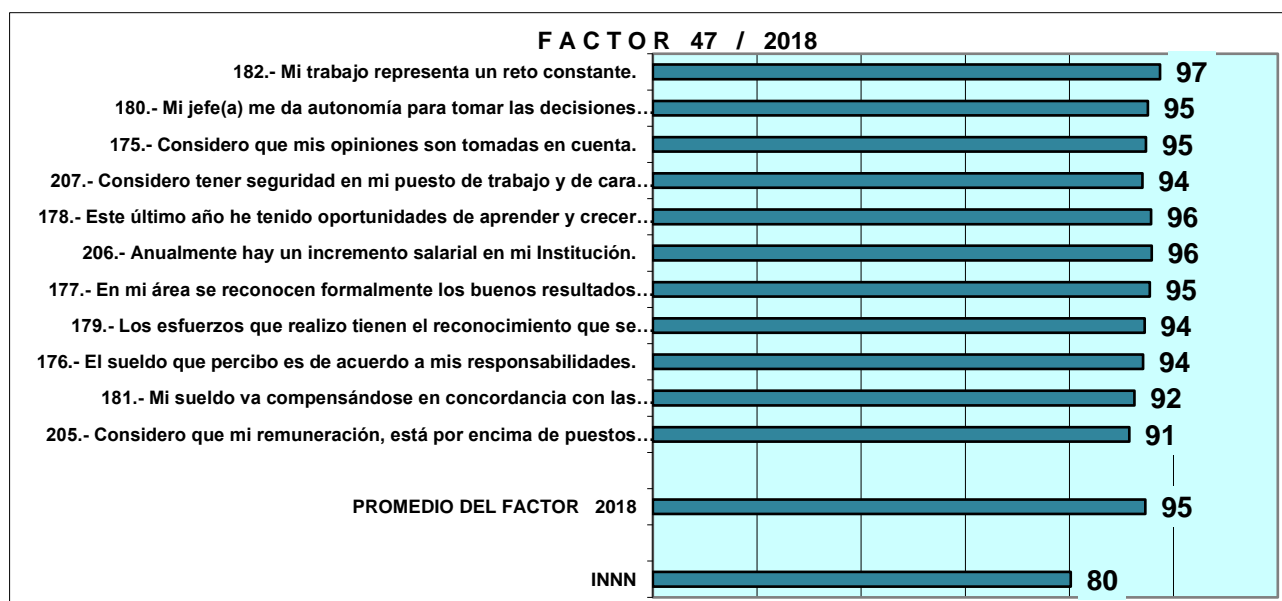 F A C T O R 47 / 2018
182.- Mi trabajo representa un reto constante. 97
180.- Mi jefe(a) me da autonomía para tomar las decisiones… 95
175.- Considero que mis opiniones son tomadas en cuenta. 95
207.- Considero tener seguridad en mi puesto de trabajo y de cara… 94
178.- Este último año he tenido oportunidades de aprender y crecer… 96
206.- Anualmente hay un incremento salarial en mi Institución. 96
177.- En mi área se reconocen formalmente los buenos resultados… 95
179.- Los esfuerzos que realizo tienen el reconocimiento que se… 94
176.- El sueldo que percibo es de acuerdo a mis responsabilidades. 94
181.- Mi sueldo va compensándose en concordancia con las… 92
205.- Considero que mi remuneración, está por encima de puestos… 91
PROMEDIO DEL FACTOR 2018 95
INNN 80